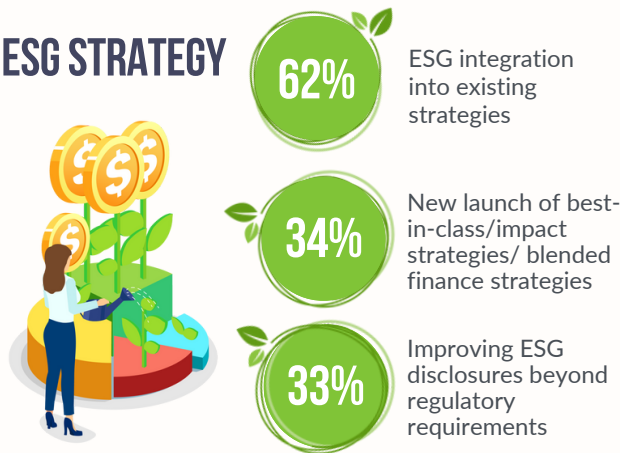 ESG STRATEGY
62%
ESG integration
into existing
strategies
34%
New launch of best-
in-class/impact
strategies/ blended
finance strategies
33%
Improving ESG
disclosures beyond
regulatory
requirements
$
$
$
$